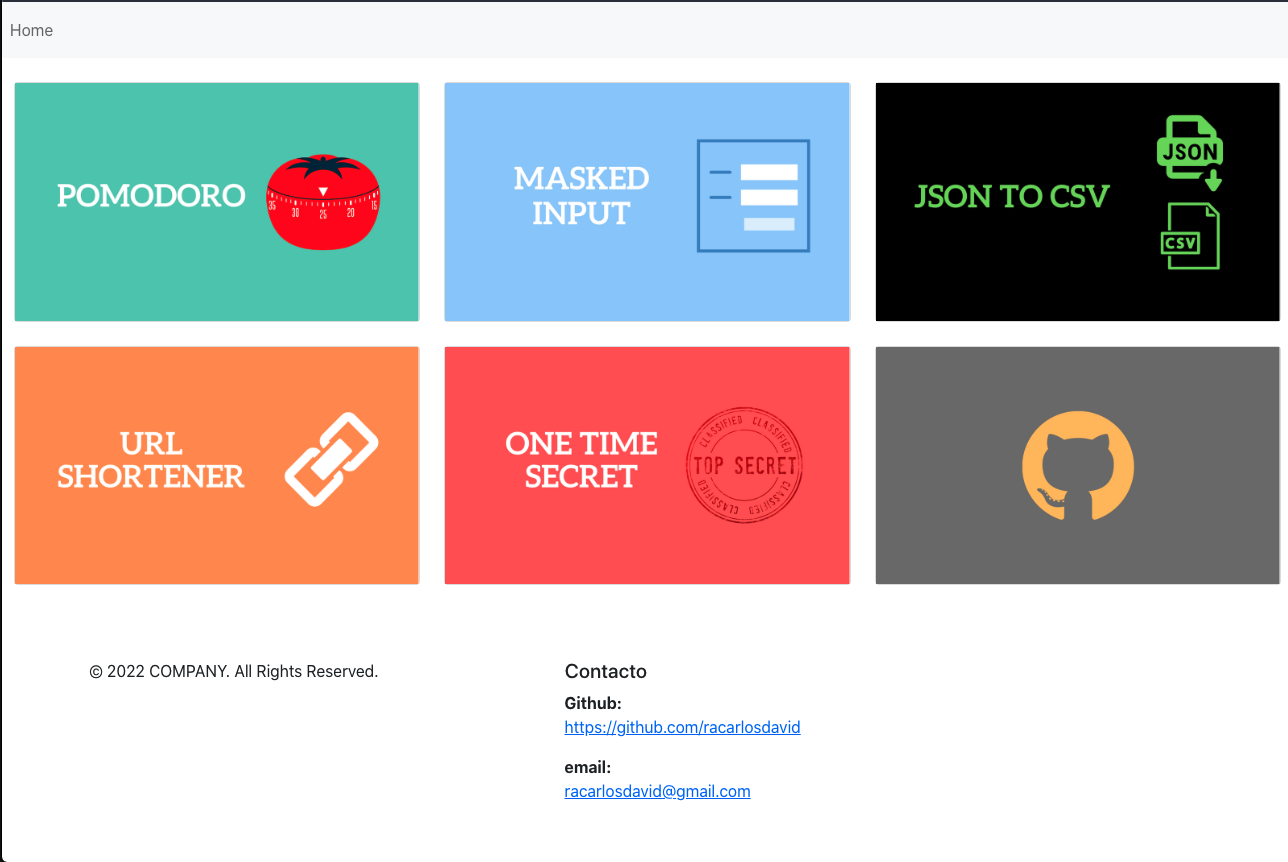 Home
POMODORO
35 30 25 20 15
MASKED
INPUT
JSON TO CSV
JSON
CSV
URL
SHORTENER
ONE TIME
SECRET
CLASSIFIED CLASSIFIED
TOP SECRET
CLASSIFIED CLASSIFIED
© 2022 COMPANY. All Rights Reserved.
Contacto
Github:
https://github.com/racarlosdavid
email:
racarlosdavid@gmail.com